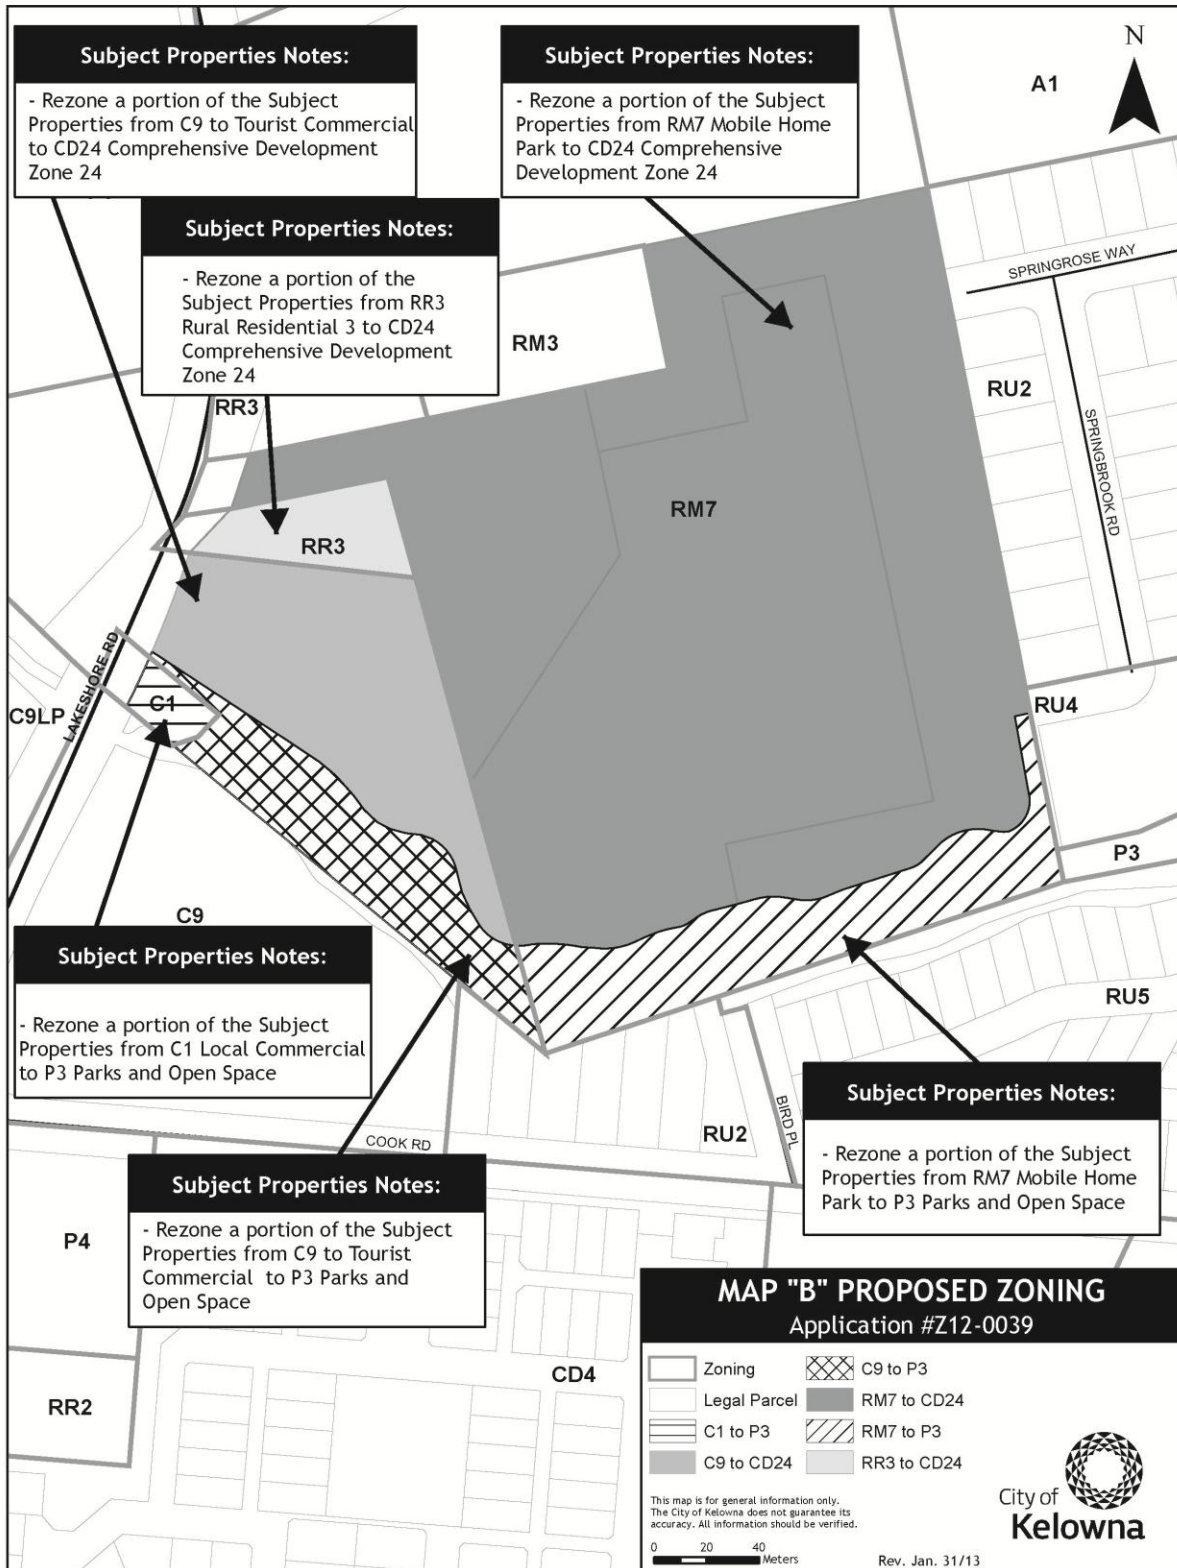 Subject Properties Notes:
- Rezone a portion of the Subject
Properties from C9 to Tourist Commercial
to CD24 Comprehensive Development
Zone 24
Subject Properties Notes:
- Rezone a portion of the Subject
Properties from RM7 Mobile Home
Park to CD24 Comprehensive
Development Zone 24
N
A1
Subject Properties Notes:
- Rezone a portion of the
Subject Properties from RR3
Rural Residential 3 to CD24
Comprehensive Development
Zone 24
SPRINGROSE WAY
RM3
RU2
RR3
SPRINGBROOK RD
RM7
RR3
LAKESHORE RD
C1
C9LP
RU4
P3
C9
Subject Properties Notes:
- Rezone a portion of the Subject
Properties from C1 Local Commercial
to P3 Parks and Open Space
RU5
Subject Properties Notes:
- Rezone a portion of the Subject
Properties from RM7 Mobile Home
Park to P3 Parks and Open Space
BIRD PL
RU2
COOK RD
Subject Properties Notes:
- Rezone a portion of the Subject
Properties from C9 to Tourist
Commercial to P3 Parks and
Open Space
P4
CD4
RR2
MAP "B" PROPOSED ZONING
Application #Z12-0039
Zoning
Legal Parcel
C1 to P3
C9 to CD24
C9 to P3
RM7 to CD24
RM7 to P3
RR3 to CD24
This map is for general information only.
The City of Kelowna does not guarantee its
accuracy. All information should be verified.
0 20 40
Meters
Rev. Jan. 31/13
City of
Kelowna